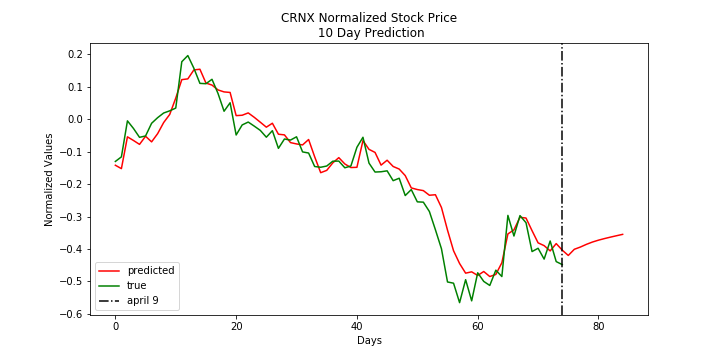 CRNX Normalized Stock Price
10 Day Prediction
Normalized Values
0.2
0.1
0.0
−0.1
−0.2
−0.3
−0.4
−0.5
−0.6
predicted
true
april 9
0 20 40 60 80
Days